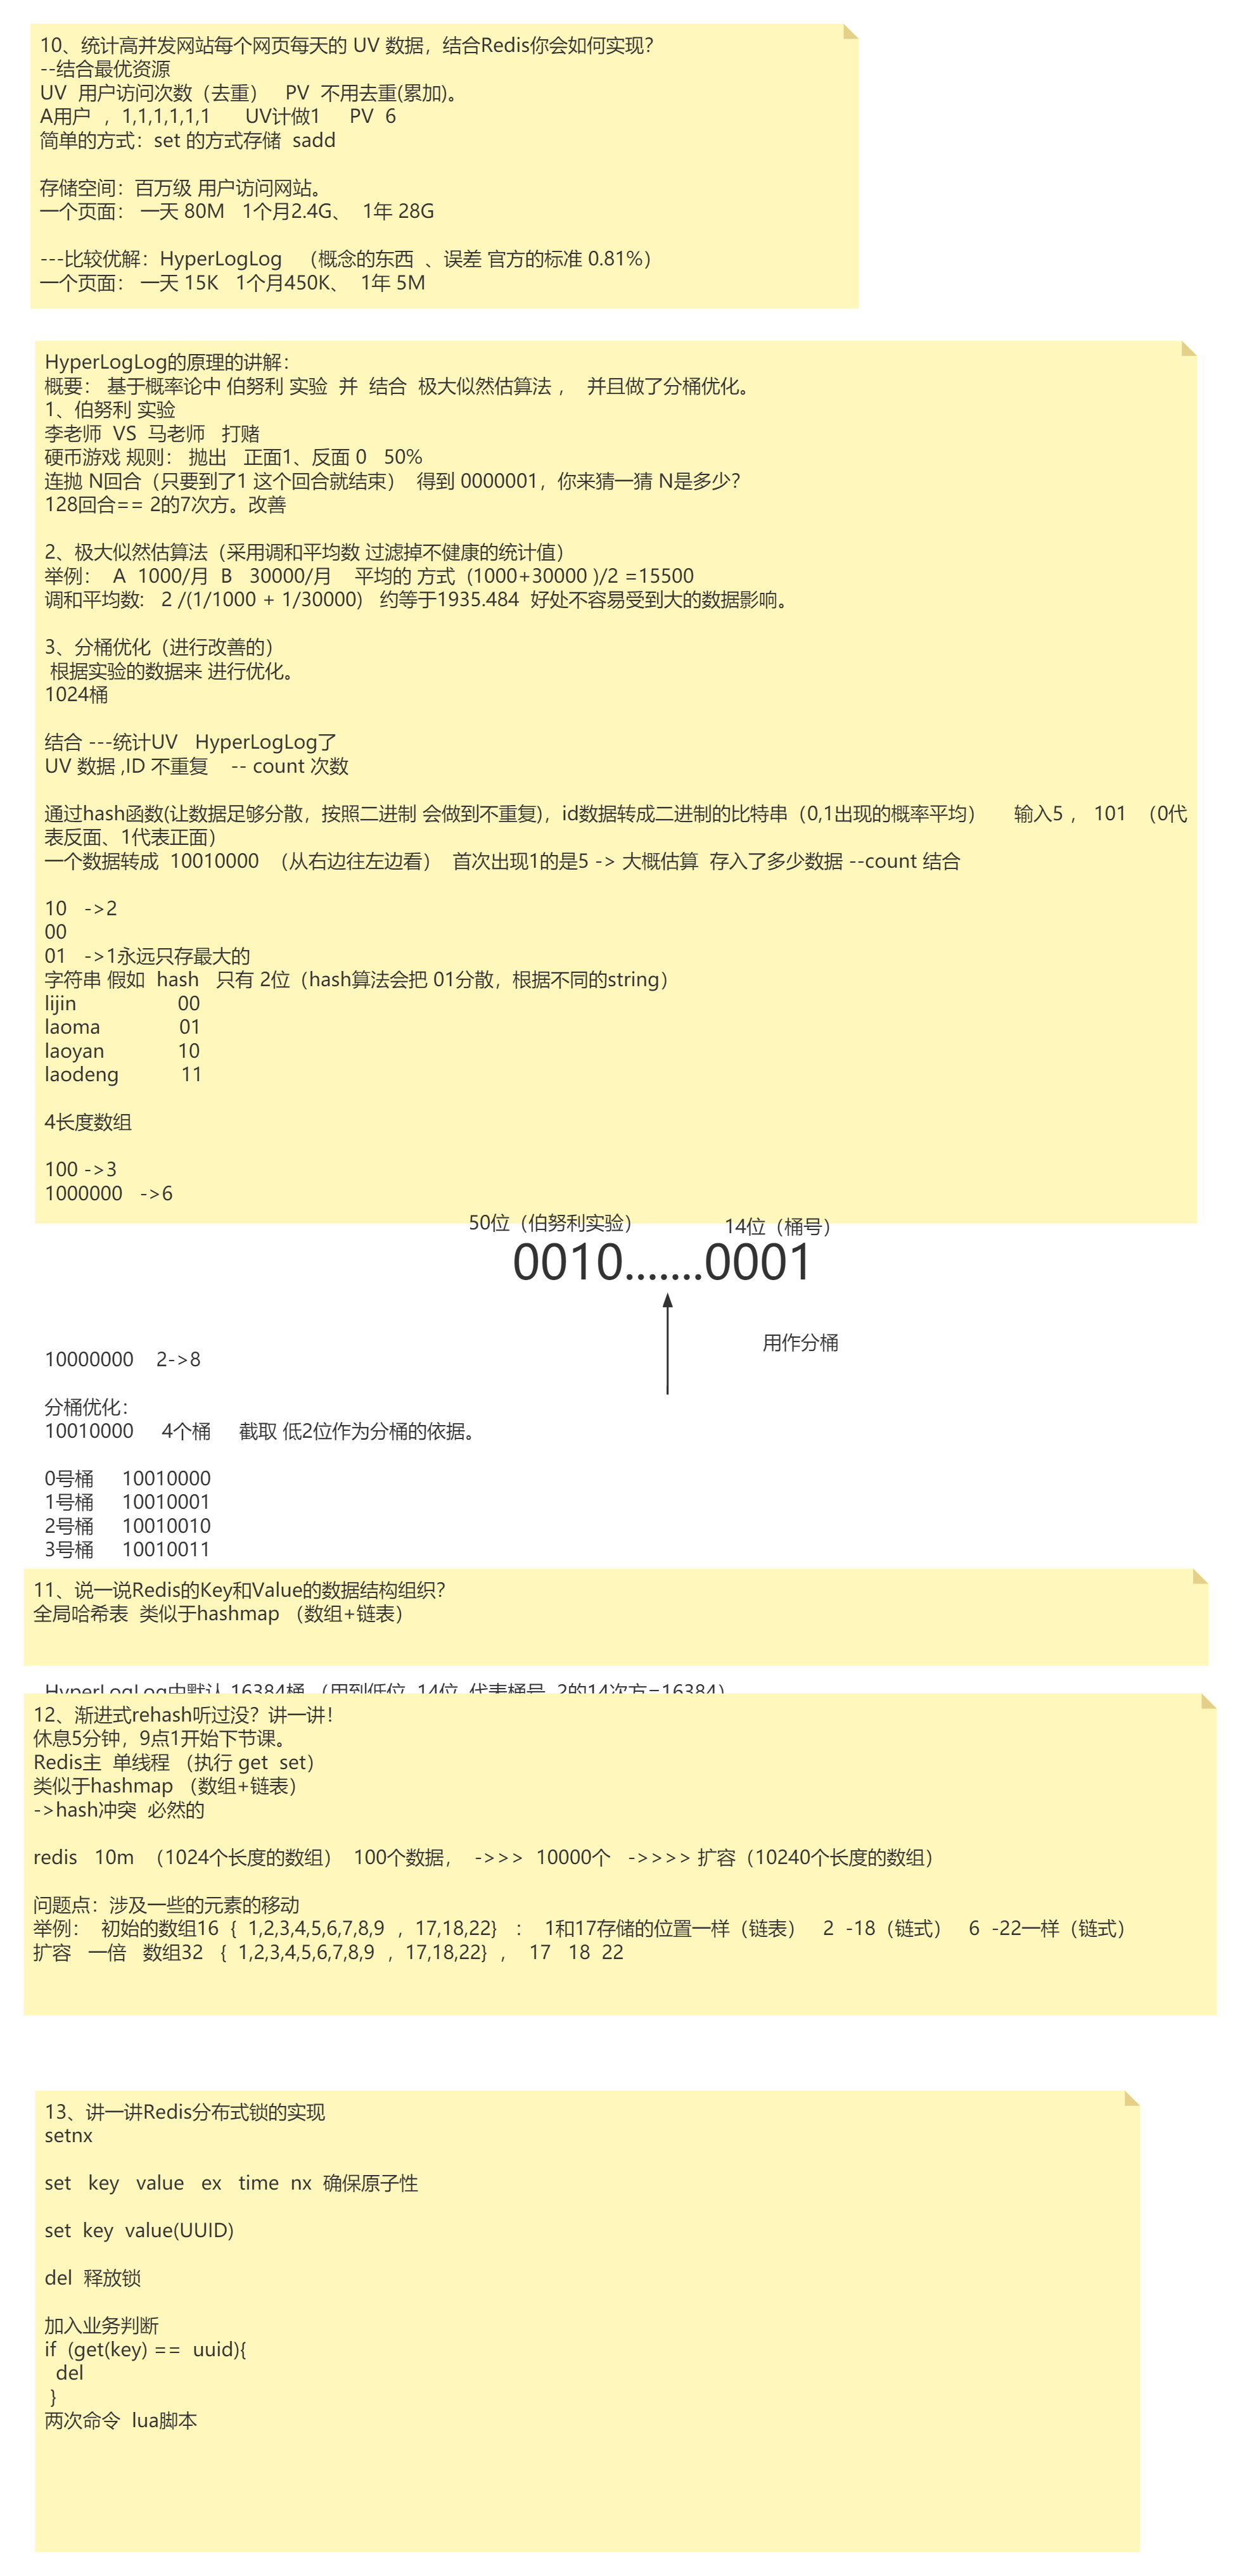 10、统计高并发网站每个网页每天的 UV 数据，结合Redis你会如何实现？
--结合最优资源
UV  用户访问次数（去重）   PV  不用去重(累加)。
A用户  ，1,1,1,1,1,1      UV计做1     PV  6
简单的方式：set 的方式存储  sadd
存储空间：百万级 用户访问网站。
一个页面： 一天 80M   1个月2.4G、  1年 28G
---比较优解：HyperLogLog   （概念的东西  、误差 官方的标准 0.81%）
一个页面： 一天 15K   1个月450K、  1年 5M
HyperLogLog的原理的讲解：
概要： 基于概率论中 伯努利 实验  并  结合  极大似然估算法 ，  并且做了分桶优化。
1、伯努利 实验
李老师  VS  马老师   打赌
硬币游戏 规则： 抛出   正面1、反面 0   50%
连抛 N回合（只要到了1 这个回合就结束）  得到 0000001，你来猜一猜 N是多少？
128回合== 2的7次方。改善
2、极大似然估算法（采用调和平均数 过滤掉不健康的统计值）
举例：  A  1000/月  B   30000/月    平均的 方式  (1000+30000 )/2 =15500
调和平均数:   2 /(1/1000 + 1/30000)   约等于1935.484  好处不容易受到大的数据影响。
3、分桶优化（进行改善的）
根据实验的数据来 进行优化。
1024桶
结合 ---统计UV   HyperLogLog了
UV 数据 ,ID 不重复    -- count 次数
通过hash函数(让数据足够分散，按照二进制 会做到不重复)，id数据转成二进制的比特串（0,1出现的概率平均）     输入5 ， 101  （0代
表反面、1代表正面）
一个数据转成  10010000  （从右边往左边看）  首次出现1的是5 -> 大概估算  存入了多少数据 --count 结合
10   ->2
00
01   ->1永远只存最大的
字符串 假如  hash   只有 2位（hash算法会把 01分散，根据不同的string）
lijin                  00
laoma              01
laoyan             10
laodeng           11
4长度数组
100 ->3
1000000   ->6
50位（伯努利实验）              14位（桶号）
0010.......0001
用作分桶
10000000    2->8
分桶优化：
10010000     4个桶     截取 低2位作为分桶的依据。
0号桶     10010000
1号桶     10010001
2号桶     10010010
3号桶     10010011
11、说一说Redis的Key和Value的数据结构组织？
全局哈希表  类似于hashmap （数组+链表）
HyperLogLog中默认 16384桶 （用到低位  14位  代表桶号  2的14次方=16384）
12、渐进式rehash听过没？讲一讲！
休息5分钟，9点1开始下节课。
Redis主  单线程 （执行 get  set）
类似于hashmap （数组+链表）
->hash冲突  必然的
redis   10m  （1024个长度的数组）  100个数据，  ->>>  10000个   ->>>> 扩容（10240个长度的数组）
问题点：涉及一些的元素的移动
举例：  初始的数组16｛ 1,2,3,4,5,6,7,8,9  ，17,18,22｝ ：  1和17存储的位置一样（链表）   2  -18（链式）   6  -22一样（链式）
扩容   一倍   数组32 ｛ 1,2,3,4,5,6,7,8,9  ，17,18,22｝，  17   18  22
13、讲一讲Redis分布式锁的实现
setnx
set   key   value   ex   time  nx  确保原子性
set  key  value(UUID)
del  释放锁
加入业务判断
if  (get(key) ==  uuid){
del
}
两次命令  lua脚本